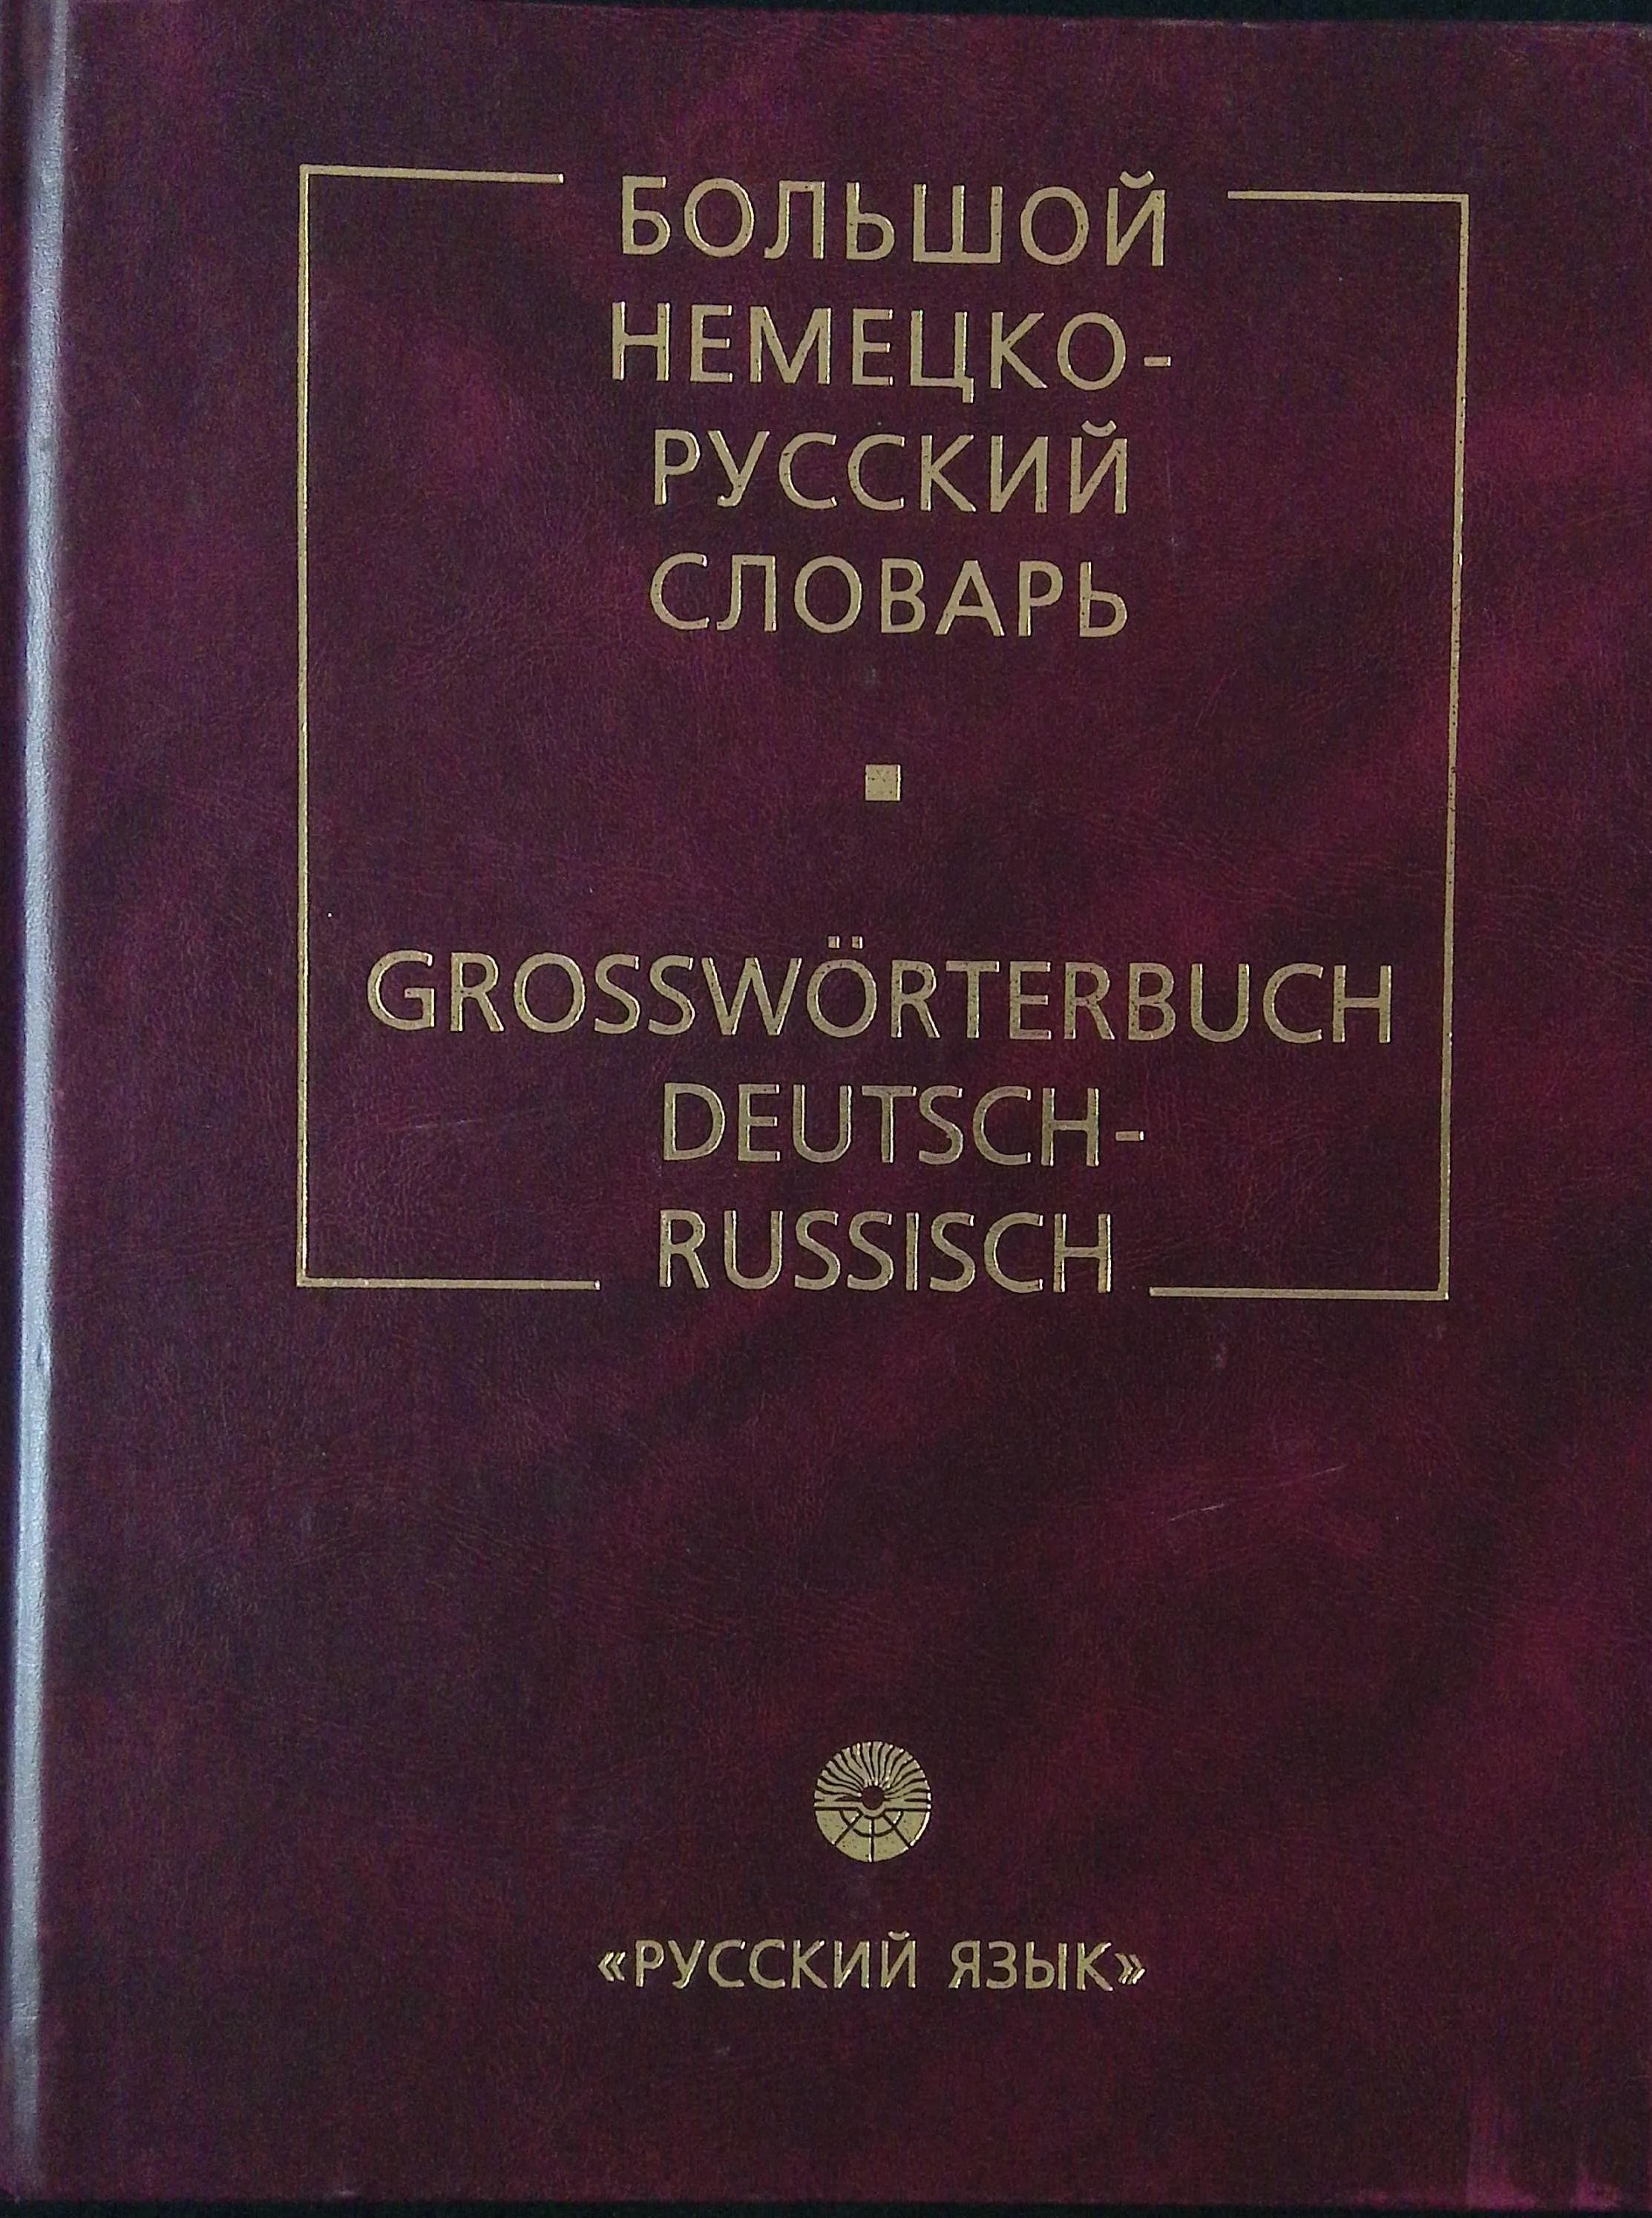 БОЛЬШОЙ
НЕМЕЦКО-
РУССКИЙ
СЛОВАРЬ
GROSSWÖRTERBUCH
DEUTSCH-
RUSSISCH
«РУССКИЙ ЯЗЫК»